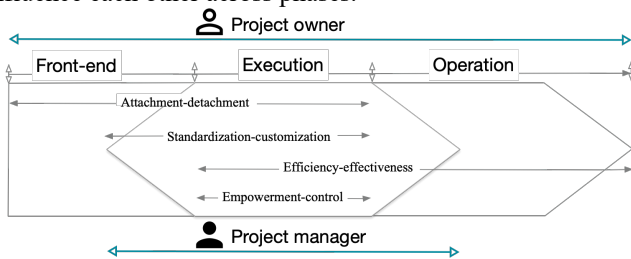 Project owner
Front-end
Execution
Operation
Attachment-detachment
Standardization-customization
Efficiency-effectiveness
Empowerment-control
Project manager